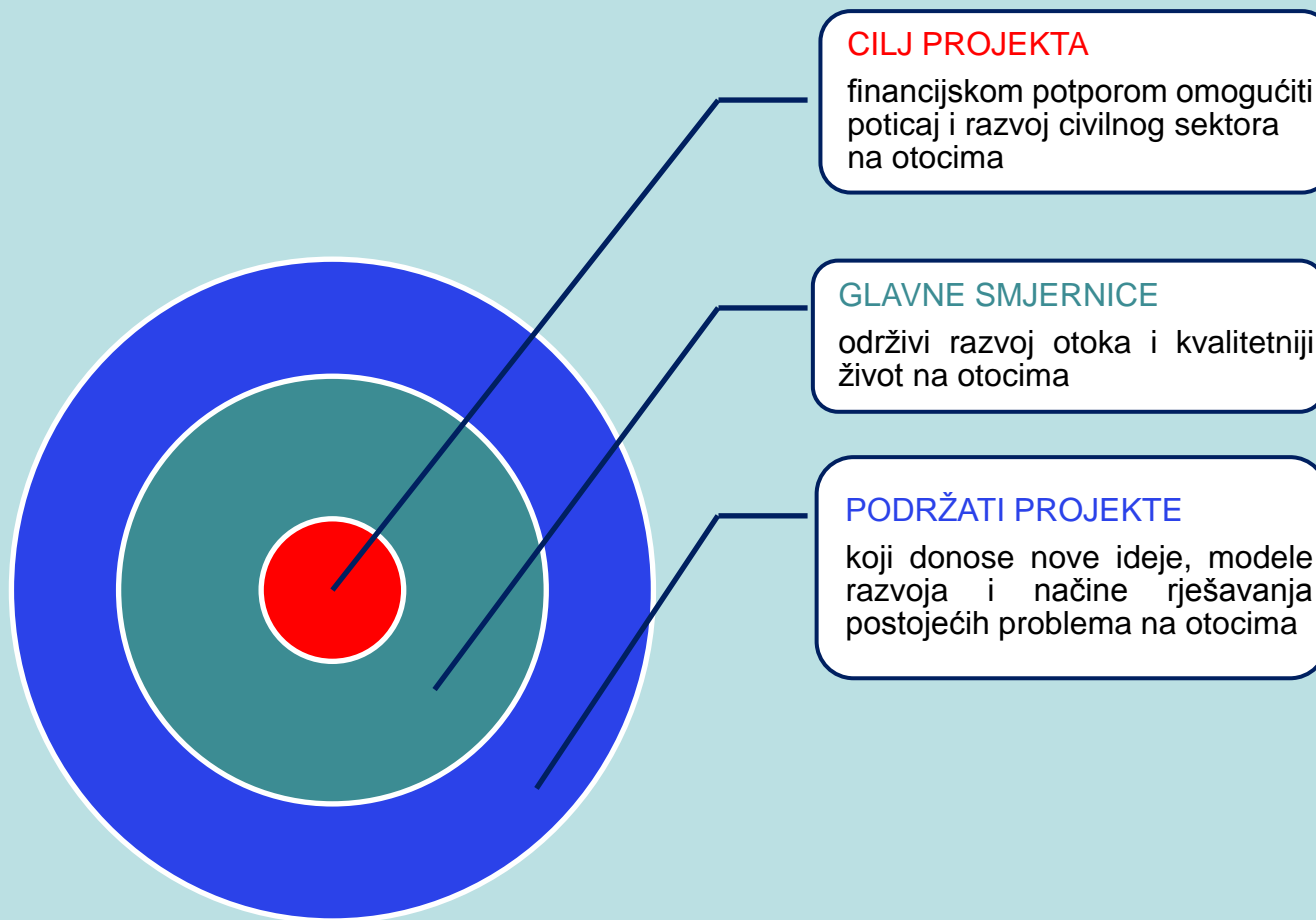 CILJ PROJEKTA
financijskom potporom omogućiti
poticaj i razvoj civilnog sektora
na otocima
GLAVNE SMJERNICE
održivi razvoj otoka i kvalitetniji
život na otocima
PODRŽATI PROJEKTE
koji donose nove ideje, modele
razvoja i načine rješavanja
postojećih problema na otocima